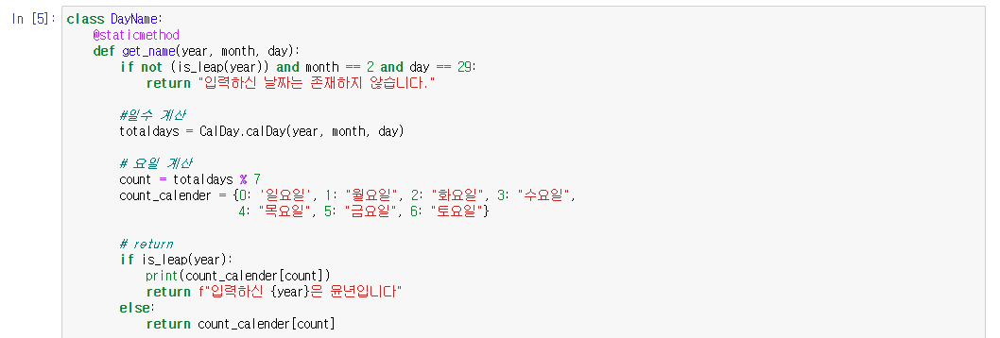 In [5]: class DayName:
@staticmethod
def get_name(year, month, day):
if not (is_leap(year)) and month == 2 and day == 29:
return "입력하신 날짜는 존재하지 않습니다."
#일수 계산
totaldays = CalDay.calDay(year, month, day)
# 요일 계산
count = totaldays % 7
count_calender = {0: '일요일', 1: "월요일", 2: "화요일", 3: "수요일",
4: "목요일", 5: "금요일", 6: "토요일"}
# return
if is_leap(year):
print(count_calender[count])
return f"입력하신 {year}은 윤년입니다"
else:
return count_calender[count]